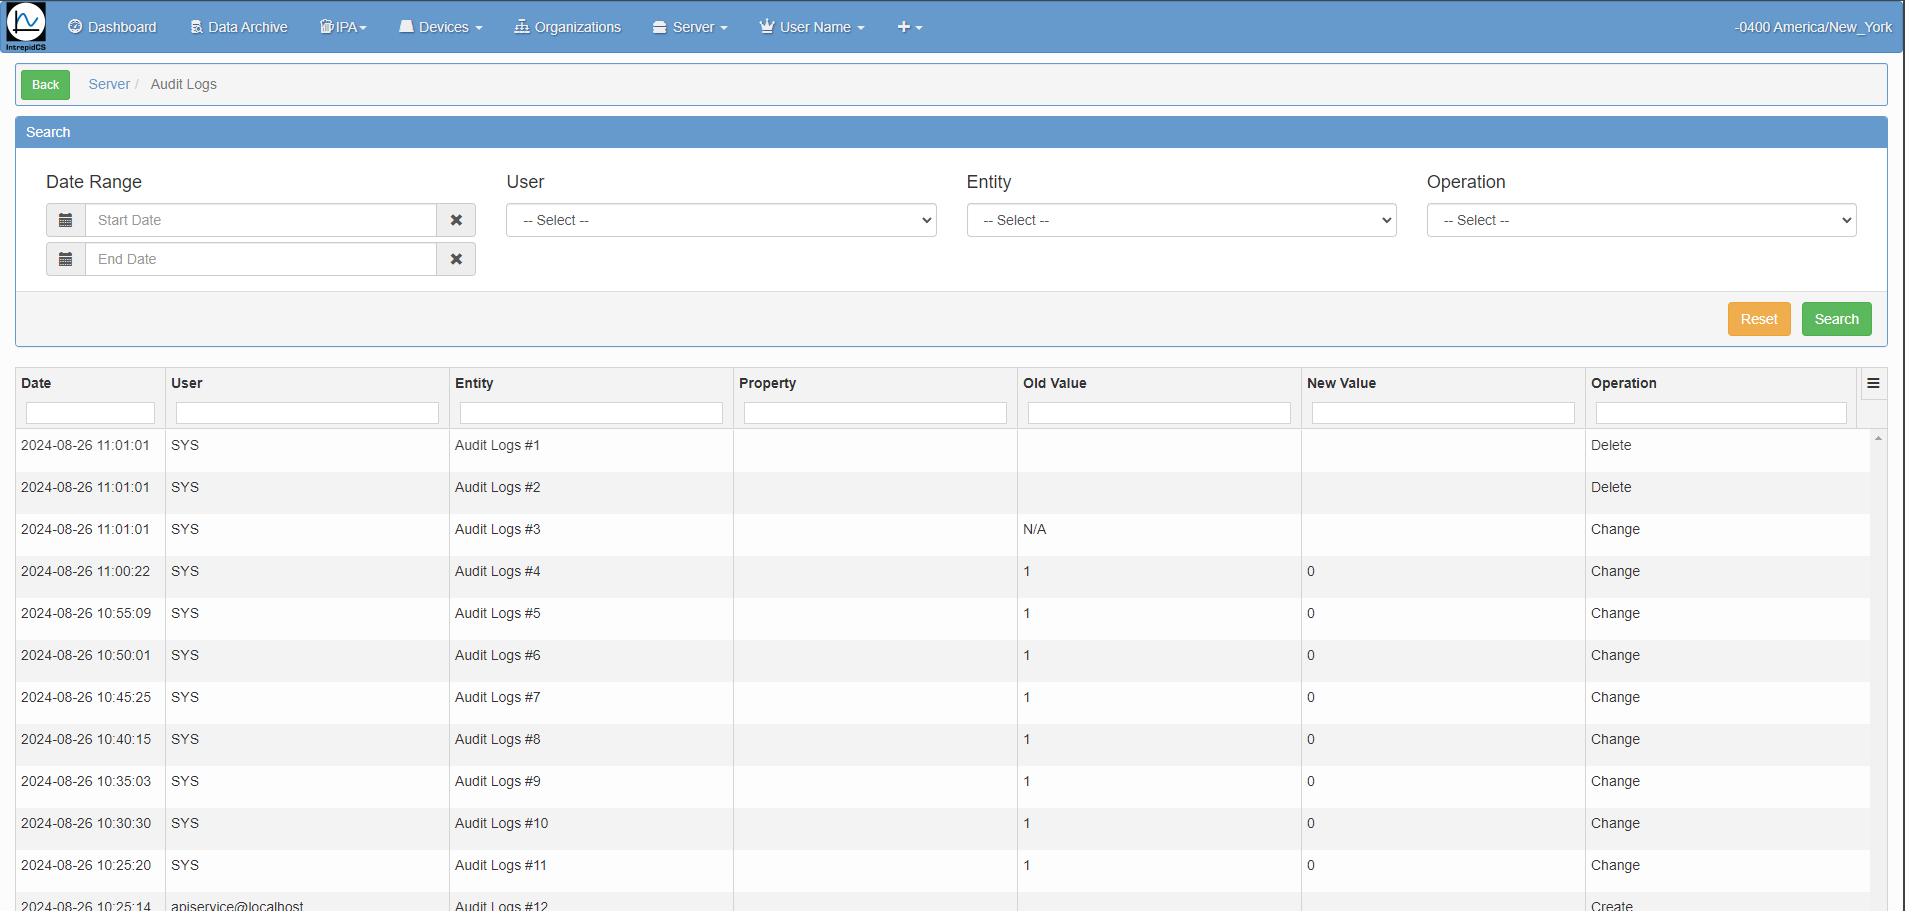 IntrepidCS Dashboard Data Archive IPA Devices Organizations Server User Name -0400 America/New_York
Back Server / Audit Logs
Search
Date Range User Entity Operation
Start Date -- Select -- -- Select -- -- Select --
End Date
Reset Search
Date User Entity Property Old Value New Value Operation
2024-08-26 11:01:01 SYS Audit Logs #1 Delete
2024-08-26 11:01:01 SYS Audit Logs #2 Delete
2024-08-26 11:01:01 SYS Audit Logs #3 N/A Change
2024-08-26 11:00:22 SYS Audit Logs #4 1 0 Change
2024-08-26 10:55:09 SYS Audit Logs #5 1 0 Change
2024-08-26 10:50:01 SYS Audit Logs #6 1 0 Change
2024-08-26 10:45:25 SYS Audit Logs #7 1 0 Change
2024-08-26 10:40:15 SYS Audit Logs #8 1 0 Change
2024-08-26 10:35:03 SYS Audit Logs #9 1 0 Change
2024-08-26 10:30:30 SYS Audit Logs #10 1 0 Change
2024-08-26 10:25:20 SYS Audit Logs #11 1 0 Change
2024-08-26 10:25:14 apiservice@localhost Audit Logs #12 Create